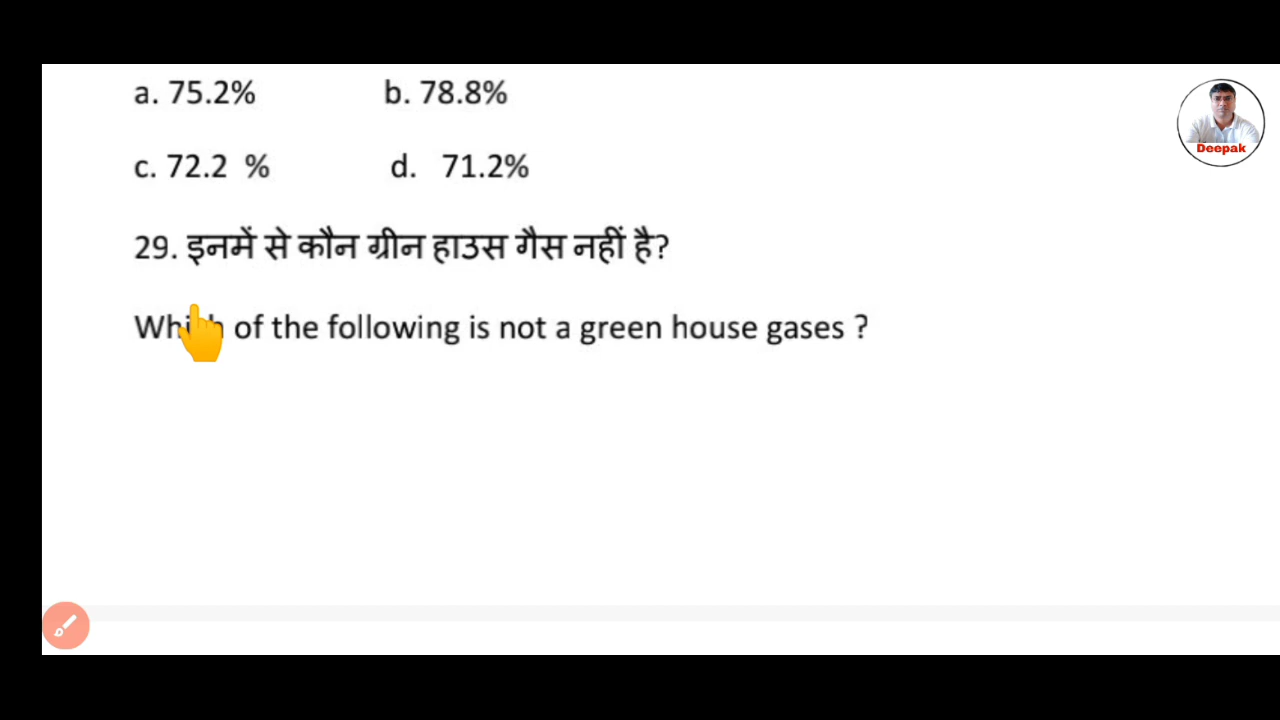 a. 75.2% b. 78.8%
Deepak
c. 72.2 % d. 71.2%
29. इनमें से कौन ग्रीन हाउस गैस नहीं है?
Which of the following is not a green house gases ?